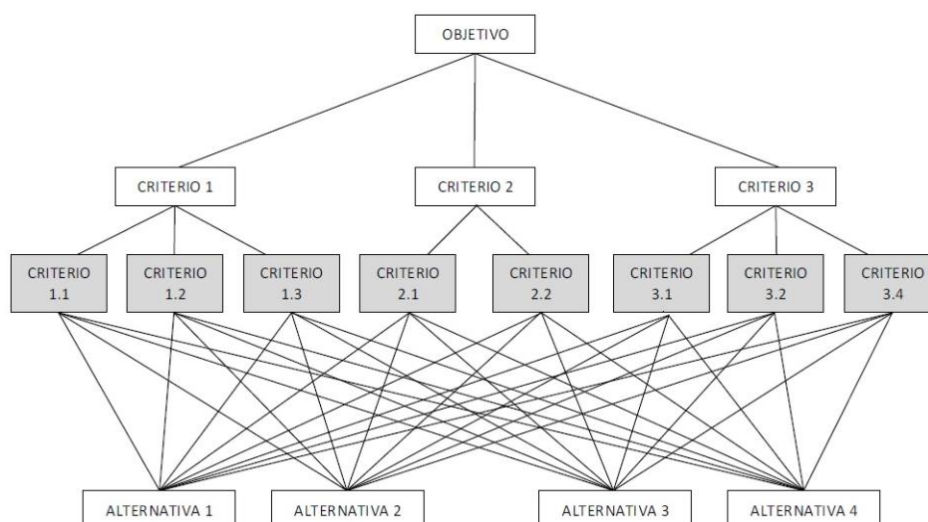 OBJETIVO
CRITERIO 1
CRITERIO 2
CRITERIO 3
CRITERIO
1.1
CRITERIO
1.2
CRITERIO
1.3
CRITERIO
2.1
CRITERIO
2.2
CRITERIO
3.1
CRITERIO
3.2
CRITERIO
3.4
ALTERNATIVA 1
ALTERNATIVA 2
ALTERNATIVA 3
ALTERNATIVA 4